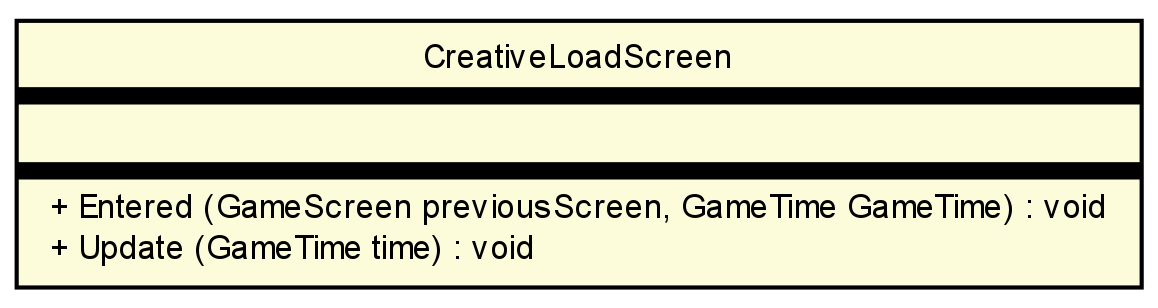 CreativeLoadScreen
+ Entered (GameScreen previousScreen, GameTime GameTime) : void
+ Update (GameTime time) : void